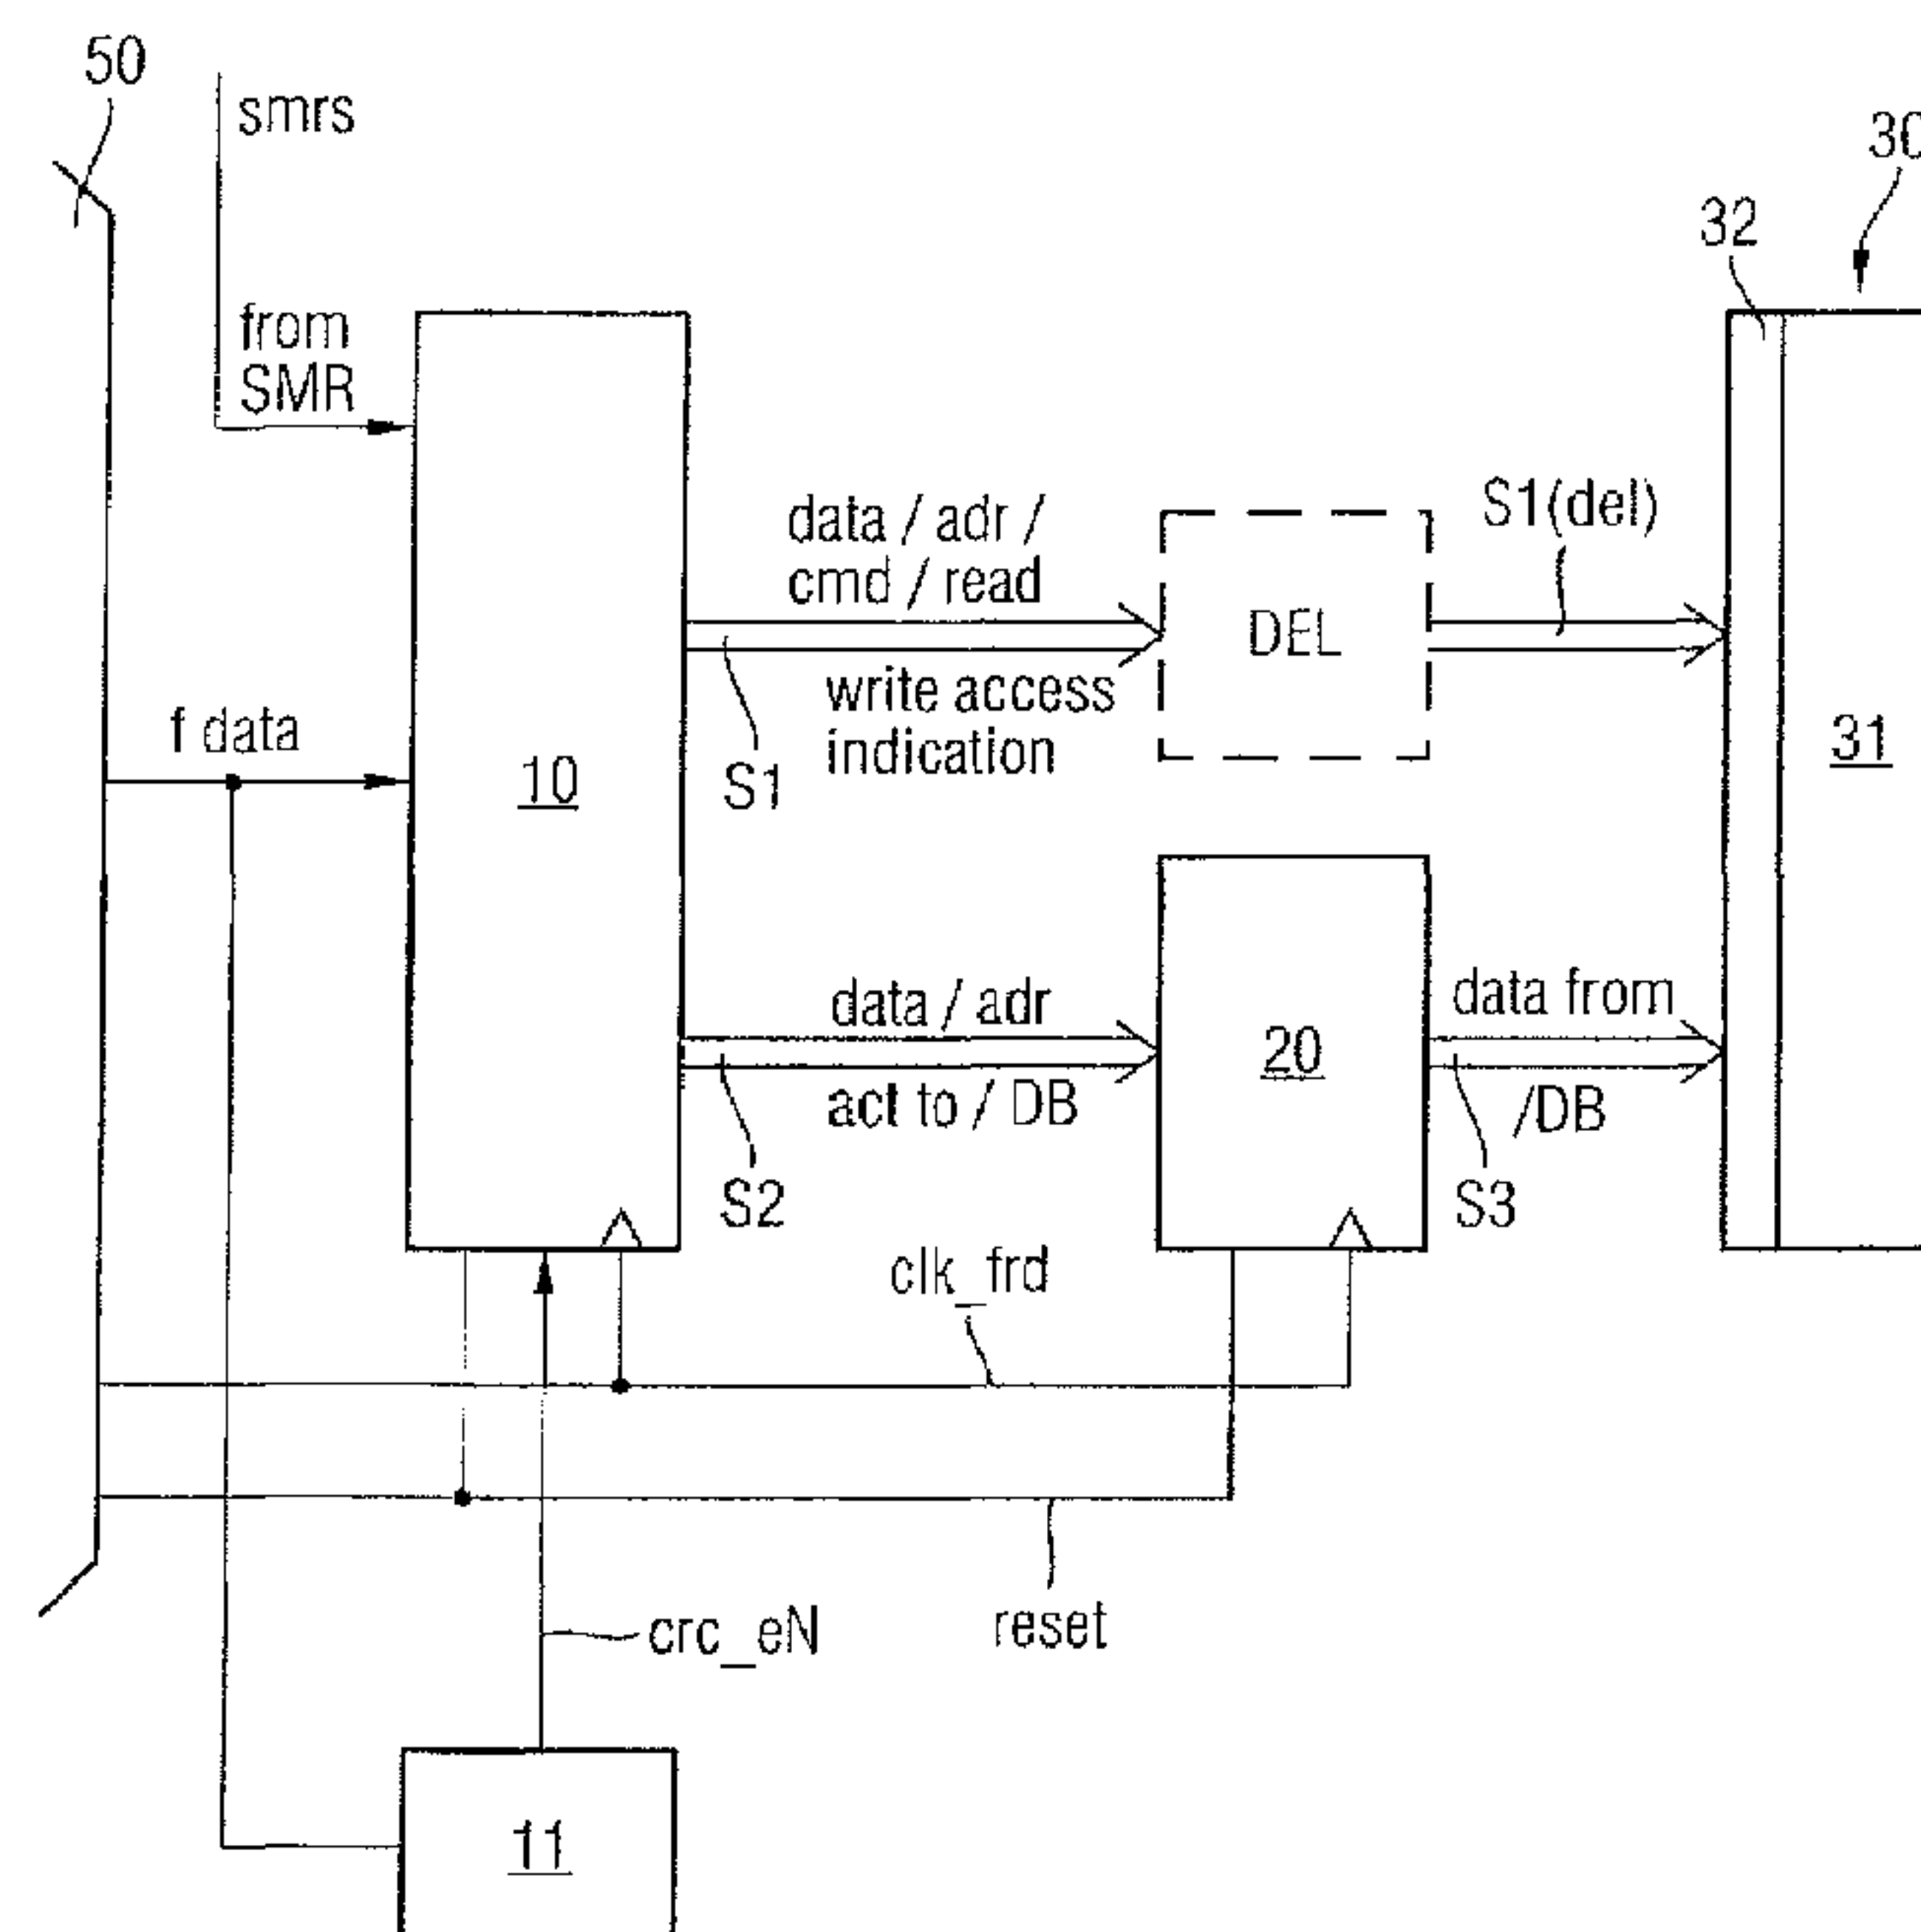 50
smrs
30
32
from
SMR
data / adr /
cmd / read
S1(del)
DEL
write access
indication
S1
f data
10
31
data / adr
data from
20
act to / DB
/DB
S2
S3
clk_frd
crc_eN
reset
11